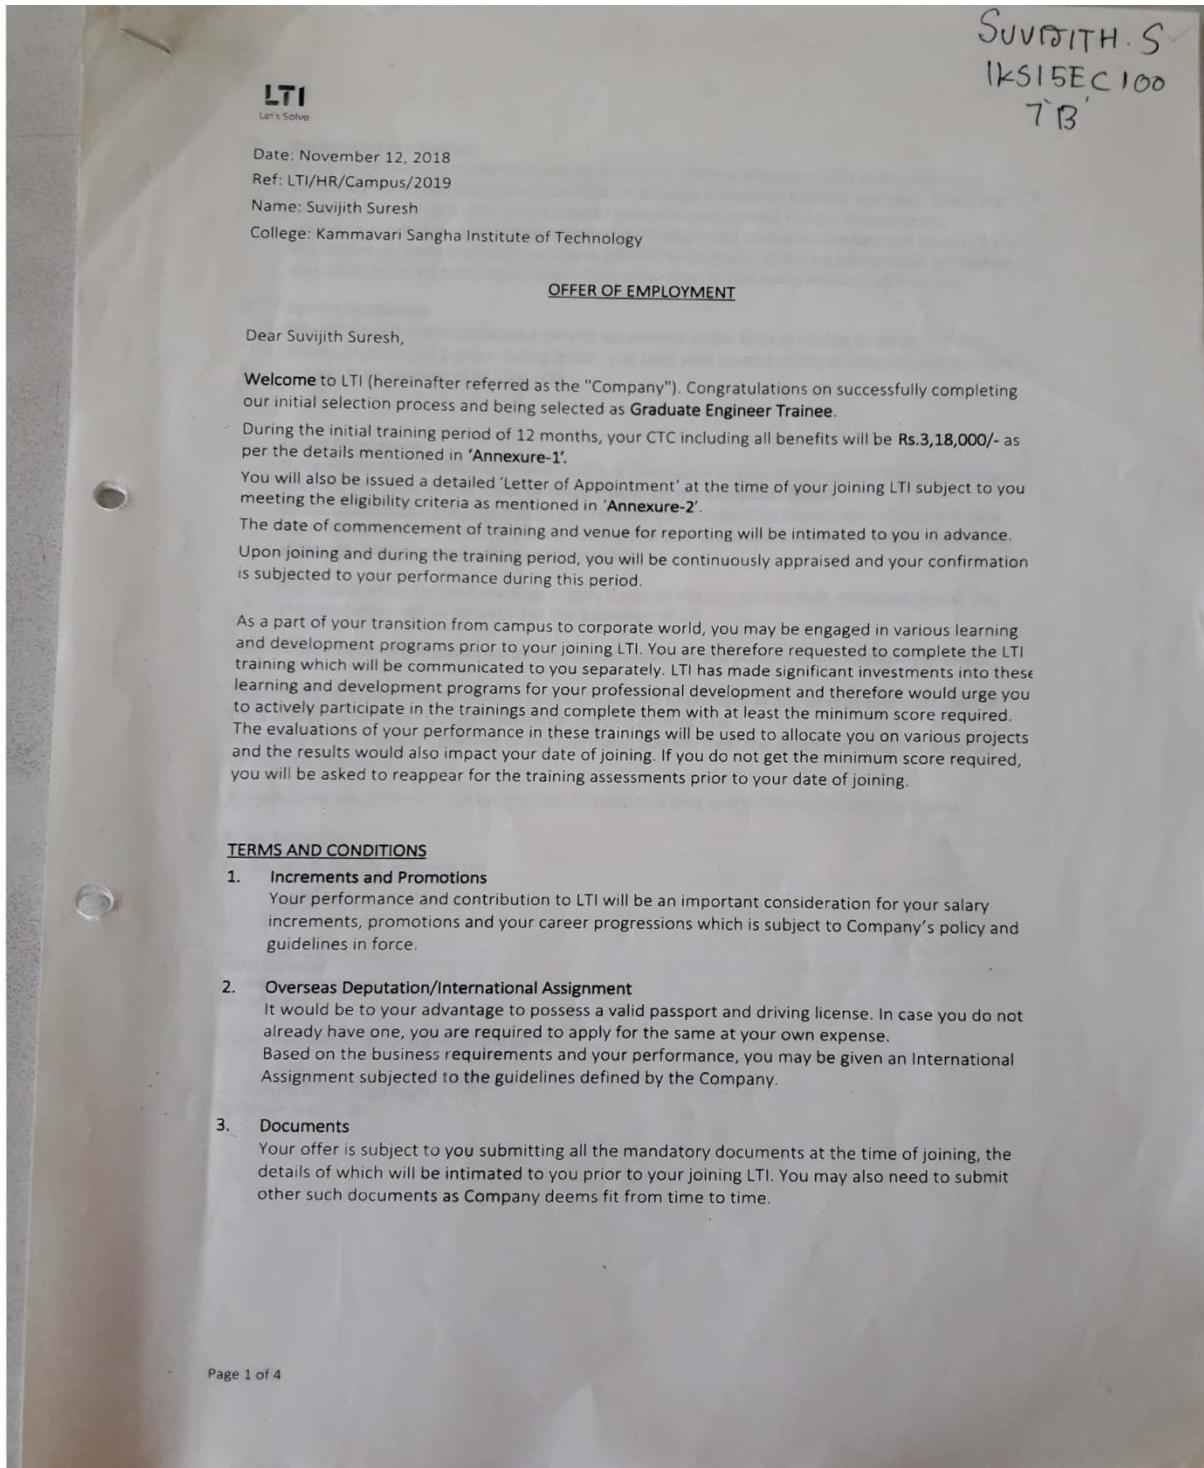 SUVIJITH. S
1KS15EC100
7 'B'
LTI
Let's Solve
Date: November 12, 2018
Ref: LTI/HR/Campus/2019
Name: Suvijith Suresh
College: Kammavari Sangha Institute of Technology
OFFER OF EMPLOYMENT
Dear Suvijith Suresh,
Welcome to LTI (hereinafter referred as the "Company"). Congratulations on successfully completing
our initial selection process and being selected as Graduate Engineer Trainee.
During the initial training period of 12 months, your CTC including all benefits will be Rs.3,18,000/- as
per the details mentioned in 'Annexure-1'.
You will also be issued a detailed 'Letter of Appointment' at the time of your joining LTI subject to you
meeting the eligibility criteria as mentioned in 'Annexure-2'.
The date of commencement of training and venue for reporting will be intimated to you in advance.
Upon joining and during the training period, you will be continuously appraised and your confirmation
is subjected to your performance during this period.
As a part of your transition from campus to corporate world, you may be engaged in various learning
and development programs prior to your joining LTI. You are therefore requested to complete the LTI
training which will be communicated to you separately. LTI has made significant investments into these
learning and development programs for your professional development and therefore would urge you
to actively participate in the trainings and complete them with at least the minimum score required.
The evaluations of your performance in these trainings will be used to allocate you on various projects
and the results would also impact your date of joining. If you do not get the minimum score required,
you will be asked to reappear for the training assessments prior to your date of joining.
TERMS AND CONDITIONS
1. Increments and Promotions
Your performance and contribution to LTI will be an important consideration for your salary
increments, promotions and your career progressions which is subject to Company's policy and
guidelines in force.
2. Overseas Deputation/International Assignment
It would be to your advantage to possess a valid passport and driving license. In case you do not
already have one, you are required to apply for the same at your own expense.
Based on the business requirements and your performance, you may be given an International
Assignment subjected to the guidelines defined by the Company.
3. Documents
Your offer is subject to you submitting all the mandatory documents at the time of joining, the
details of which will be intimated to you prior to your joining LTI. You may also need to submit
other such documents as Company deems fit from time to time.
Page 1 of 4